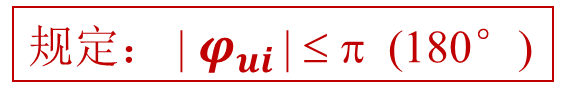 规定： | φui | ≤ π (180° )